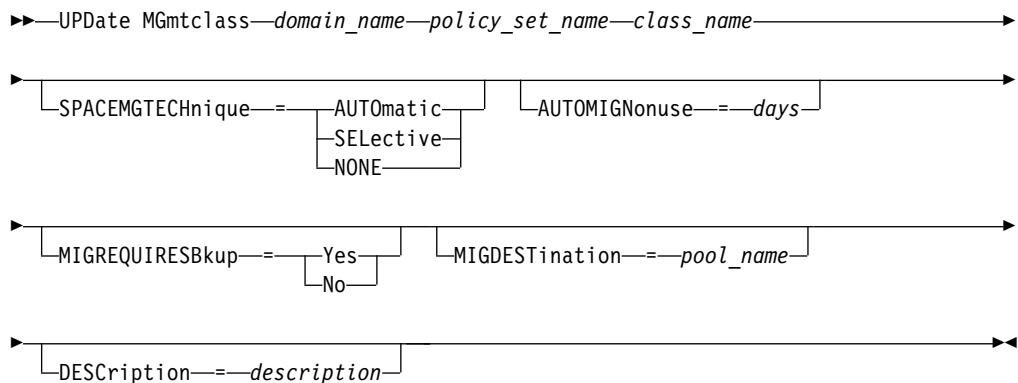 UPDate MGmtclass domain_name policy_set_name class_name
SPACEMGTECHnique = AUTOmatic AUTOMIGNonuse = days
SELective
NONE
MIGREQUIRESBkup = Yes MIGDESTination = pool_name
No
DESCription = description